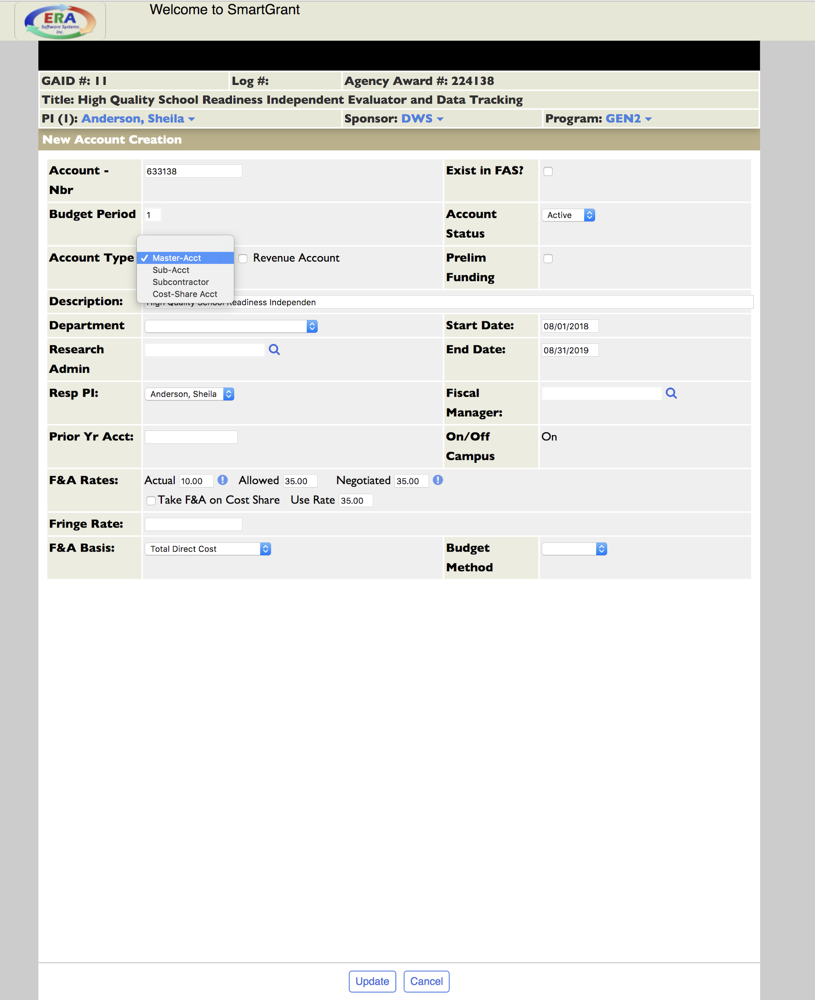 ERA
Software Systems
Inc.
Welcome to SmartGrant
GAID #: 11 Log #: Agency Award #: 224138
Title: High Quality School Readiness Independent Evaluator and Data Tracking
PI (1): Anderson, Sheila Sponsor: DWS Program: GEN2
New Account Creation
Account - 633138 Exist in FAS?
Nbr
Budget Period 1 Account Active
Status
Account Type ✓ Master-Acct Revenue Account Prelim
Sub-Acct
Funding
Subcontractor
Cost-Share Acct
Description: High Quality School Readiness Independen
Department Start Date: 08/01/2018
Research End Date: 08/31/2019
Admin
Resp PI: Anderson, Sheila Fiscal
Manager:
Prior Yr Acct: On/Off On
Campus
F&A Rates: Actual 10.00 Allowed 35.00 Negotiated 35.00
Take F&A on Cost Share Use Rate 35.00
Fringe Rate:
F&A Basis: Total Direct Cost Budget
Method
Update Cancel